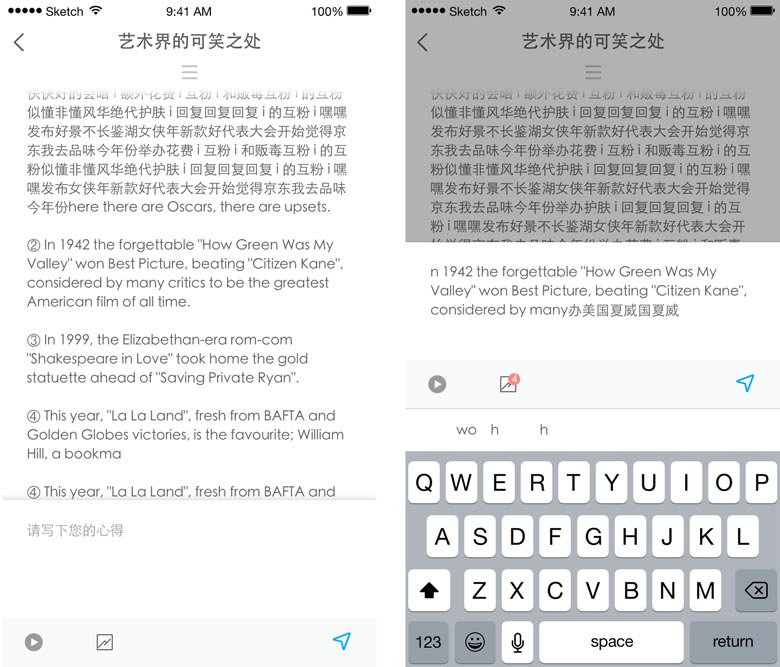 Sketch 9:41 AM 100%
艺术界的可笑之处
似懂非懂风华绝代护肤 i 回复回复回复 i 的互粉 i 嘿嘿
发布好景不长鉴湖女侠年新款好代表大会开始觉得京
东我去品味今年份举办花费 i 互粉 i 和贩毒互粉 i 的互
粉似懂非懂风华绝代护肤 i 回复回复回复 i 的互粉 i 嘿
嘿发布女侠年新款好代表大会开始觉得京东我去品味
今年份here there are Oscars, there are upsets.
② In 1942 the forgettable "How Green Was My
Valley" won Best Picture, beating "Citizen Kane",
considered by many critics to be the greatest
American film of all time.
③ In 1999, the Elizabethan-era rom-com
"Shakespeare in Love" took home the gold
statuette ahead of "Saving Private Ryan".
④ This year, "La La Land", fresh from BAFTA and
Golden Globes victories, is the favourite; William
Hill, a bookma
④ This year, "La La Land", fresh from BAFTA and
请写下您的心得
Sketch 9:41 AM 100%
艺术界的可笑之处
似懂非懂风华绝代护肤 i 回复回复回复 i 的互粉 i 嘿嘿
发布好景不长鉴湖女侠年新款好代表大会开始觉得京
东我去品味今年份举办花费 i 互粉 i 和贩毒互粉 i 的互
粉似懂非懂风华绝代护肤 i 回复回复回复 i 的互粉 i 嘿
嘿发布女侠年新款好代表大会开始觉得京东我去品味
今年份举办护肤 i 回复回复回复 i 的互
粉 i 嘿嘿发布女侠年新款好代表大会开
n 1942 the forgettable "How Green Was My
Valley" won Best Picture, beating "Citizen Kane",
considered by many办美国夏威国夏威
4
wo h h
Q W E R T Y U I O P
A S D F G H J K L
Z X C V B N M
123 space return